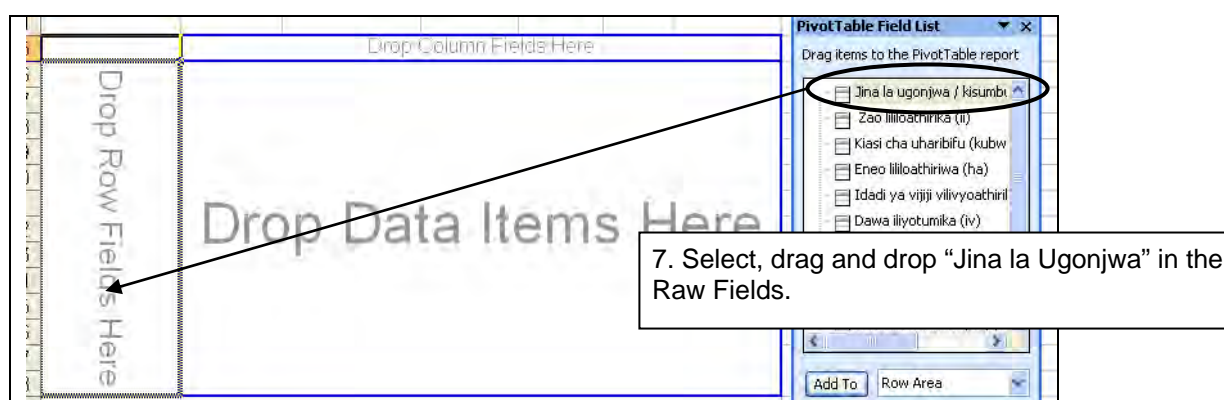 PivotTable Field List
Drop Column Fields Here
Drag items to the PivotTable report
Drop Row Fields Here
Drop Data Items Here
Jina la ugonjwa / kisumbu
Zao lililoathirika (ii)
Kiasi cha uharibifu (kubw
Eneo lililoathiriwa (ha)
Idadi ya vijiji vilivyoathiril
Dawa iliyotumika (iv)
7. Select, drag and drop “Jina la Ugonjwa” in the
Raw Fields.
Add To Row Area